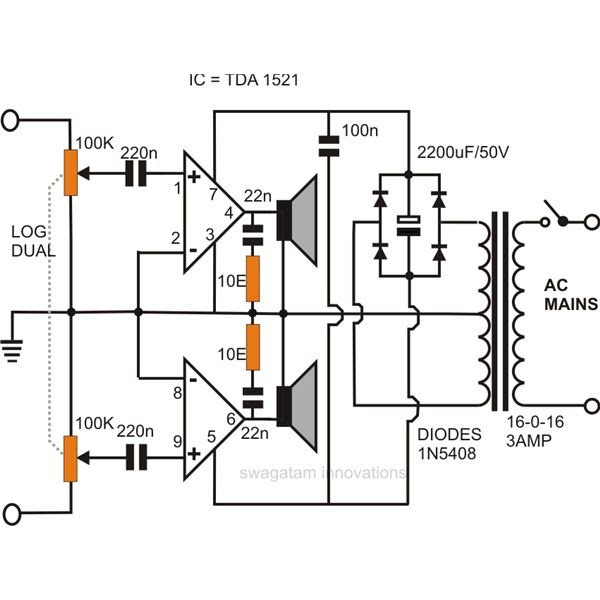 IC = TDA 1521
100K
220n
+
1
7
22n
4
100n
2200uF/50V
LOG
DUAL
2
-
3
10E
AC
MAINS
10E
100K
220n
8
-
9
+
5
6
22n
swagatam innovations
DIODES
1N5408
16-0-16
3AMP